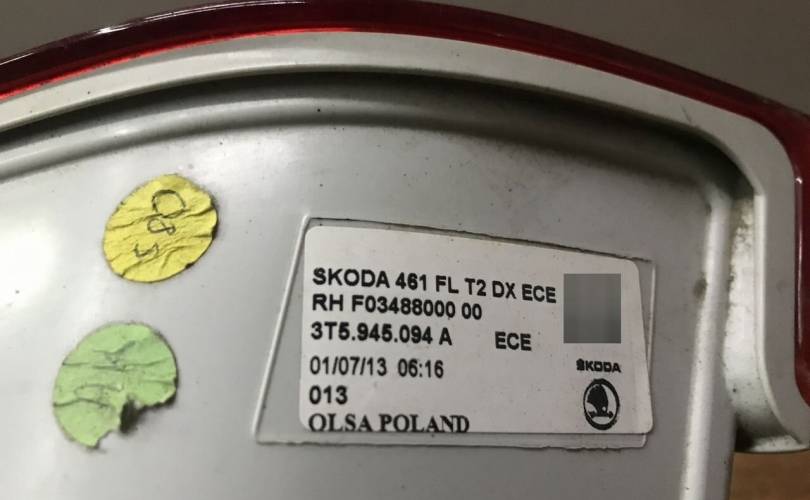 085
SKODA 461 FL T2 DX ECE
RH F03488000 00
3T5.945.094 A ECE
01/07/13 06:16
013
OLSA POLAND
ŠKODA